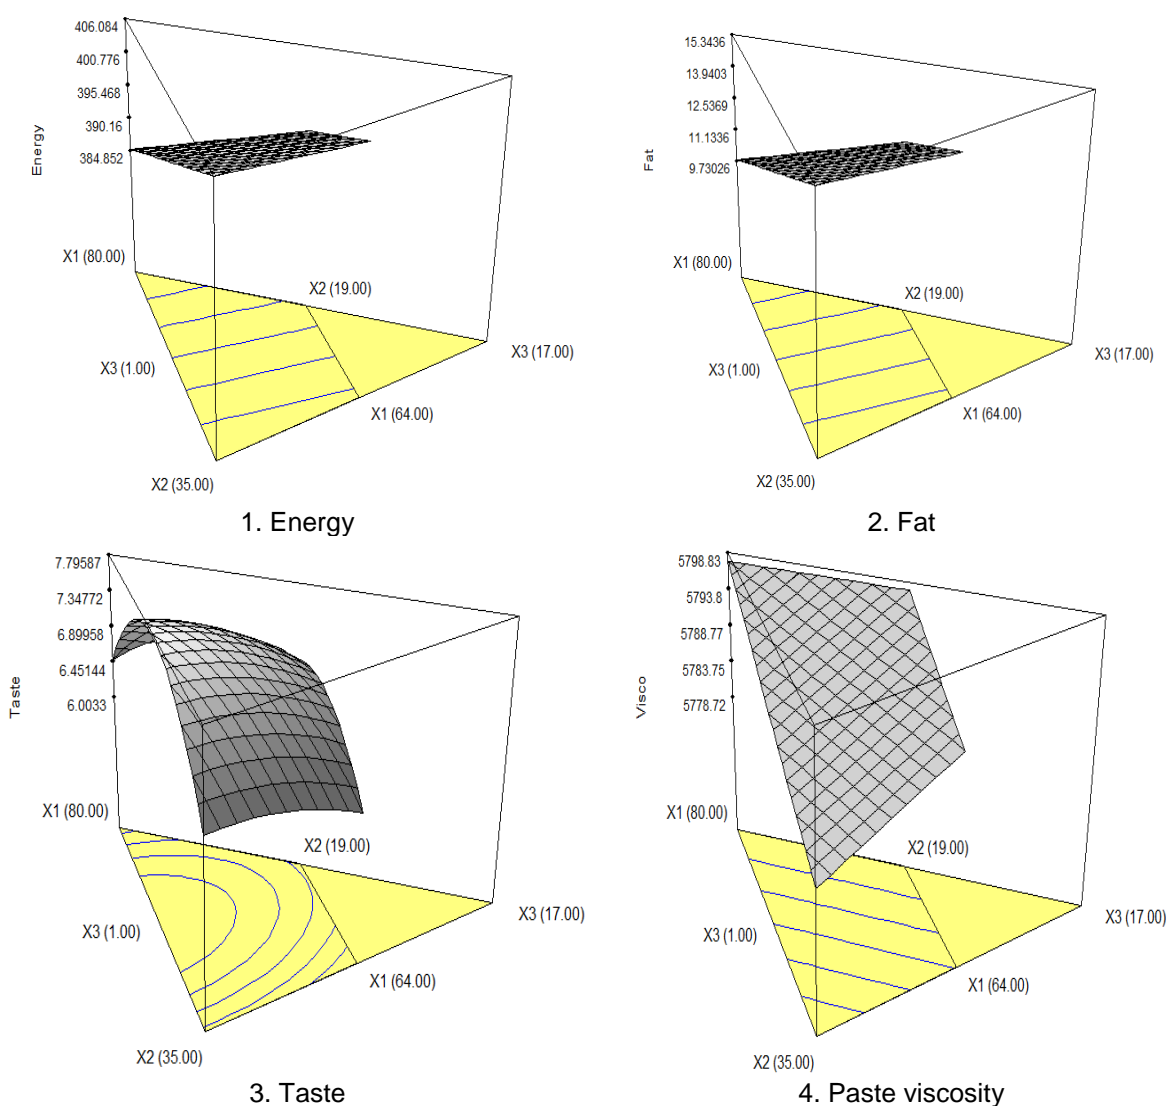 406.084
400.776
395.468
390.16
384.852
Energy
X1 (80.00)
X2 (19.00)
X3 (1.00)
X3 (17.00)
X1 (64.00)
X2 (35.00)
1. Energy
15.3436
13.9403
12.5369
11.1336
9.73026
Fat
X1 (80.00)
X2 (19.00)
X3 (1.00)
X3 (17.00)
X1 (64.00)
X2 (35.00)
2. Fat
7.79587
7.34772
6.89958
6.45144
6.0033
Taste
X1 (80.00)
X2 (19.00)
X3 (1.00)
X3 (17.00)
X1 (64.00)
X2 (35.00)
3. Taste
5798.83
5793.8
5788.77
5783.75
5778.72
Visco
X1 (80.00)
X2 (19.00)
X3 (1.00)
X3 (17.00)
X1 (64.00)
X2 (35.00)
4. Paste viscosity